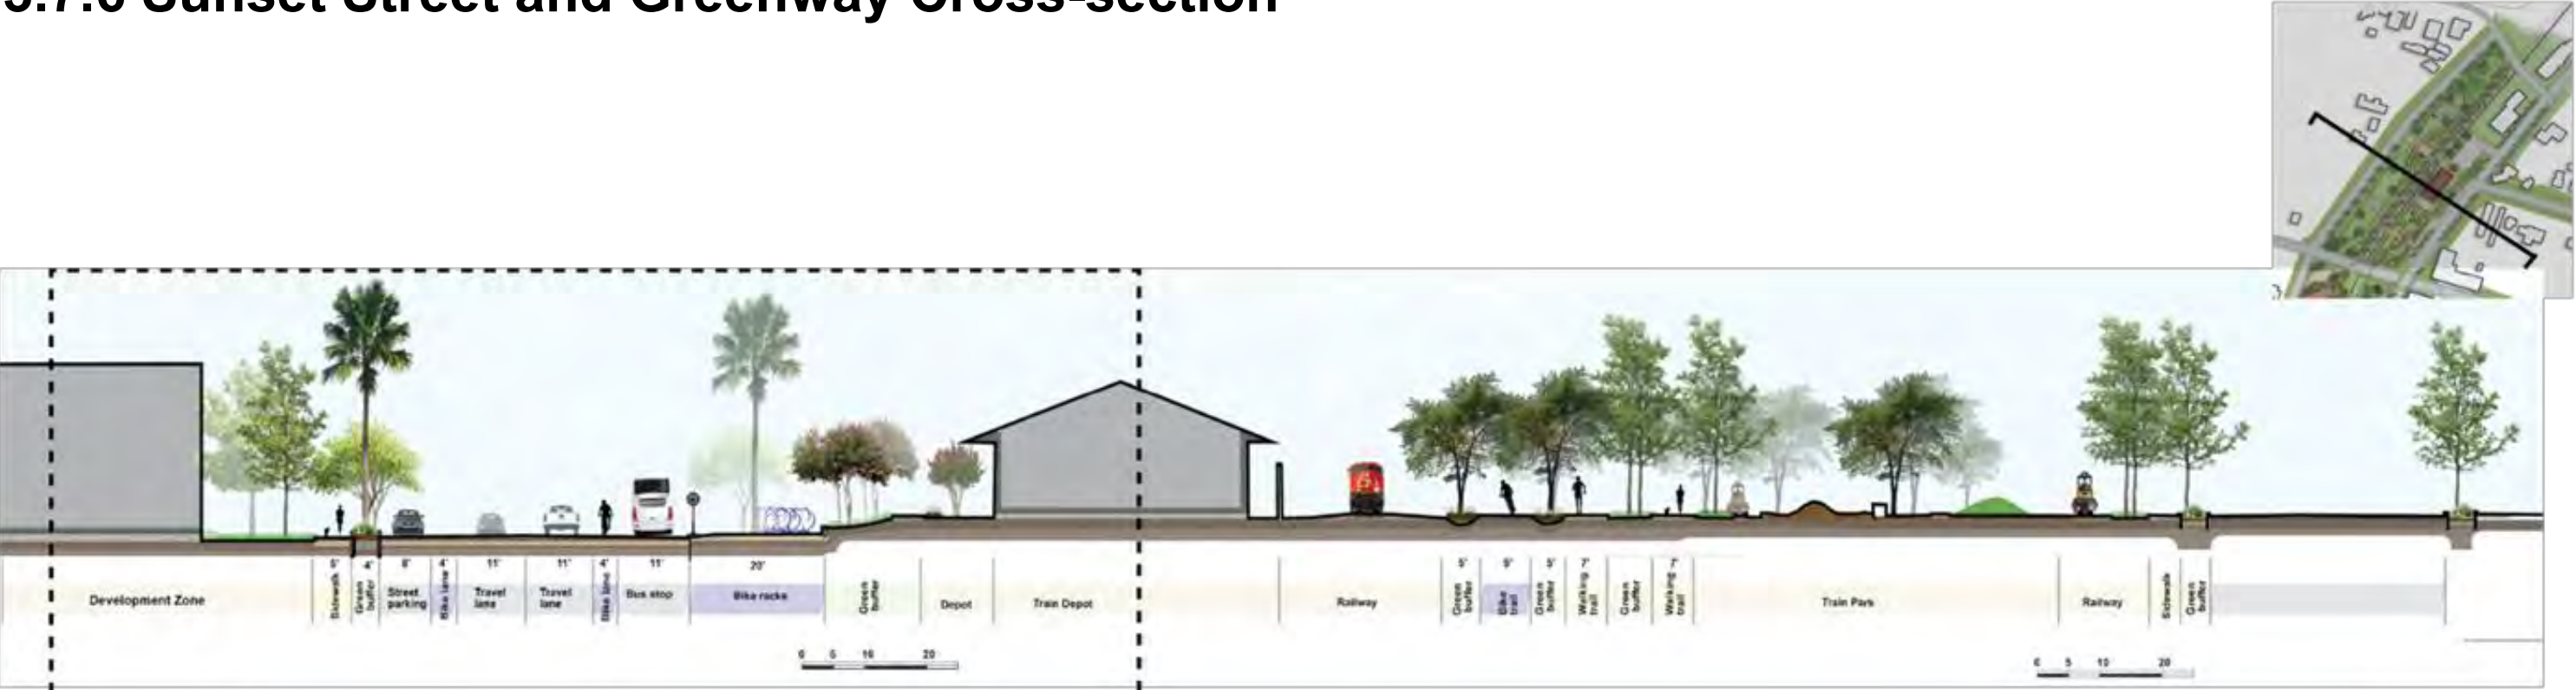 5.7.6 Sunset Street and Greenway Cross-section
4' 8' 4' 11' 11' 4' 11' 20' 5' 5' 7' 7'
Development Zone
Sidewalk
Green
buffer
Street
parking
Bike lane
Travel
lane
Travel
lane
Bike lane
Bus stop
Bike racks
Green
buffer
Depot
Train Depot
Railway
Green
buffer
Bike
trail
Green
buffer
Walking
trail
Green
buffer
Walking
trail
Train Park
Railway
Sidewalk
Green
buffer
0 5 10 20
0 5 10 20